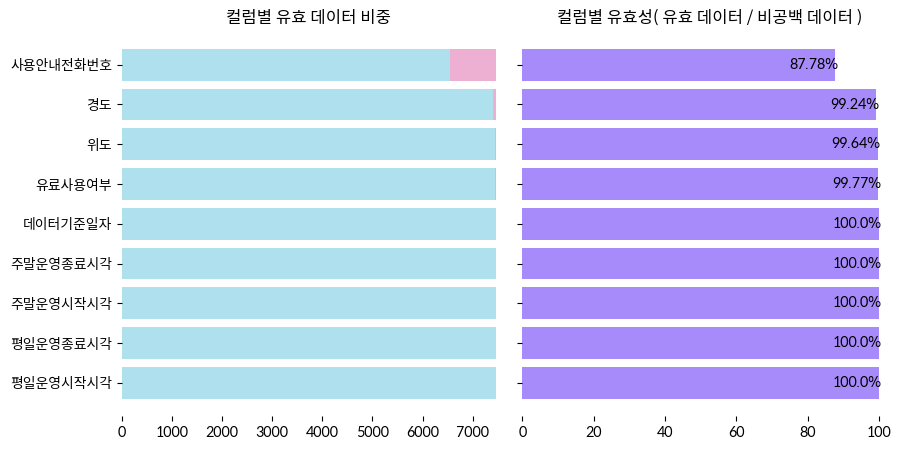 컬럼별 유효 데이터 비중
컬럼별 유효성( 유효 데이터 / 비공백 데이터 )
사용안내전화번호
87.78%
경도
99.24%
위도
99.64%
유료사용여부
99.77%
데이터기준일자
100.0%
주말운영종료시각
100.0%
주말운영시작시각
100.0%
평일운영종료시각
100.0%
평일운영시작시각
100.0%
0 1000 2000 3000 4000 5000 6000 7000
0 20 40 60 80 100